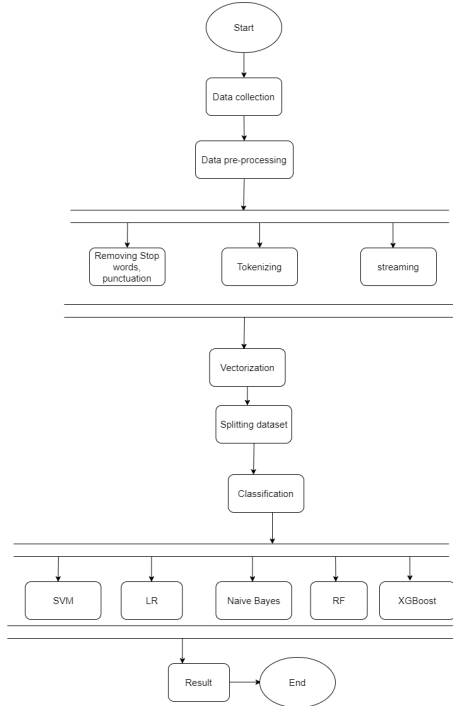 Start
Data collection
Data pre-processing
Removing Stop
words,
punctuation
Tokenizing
streaming
Vectorization
Splitting dataset
Classification
SVM
LR
Naive Bayes
RF
XGBoost
Result
End